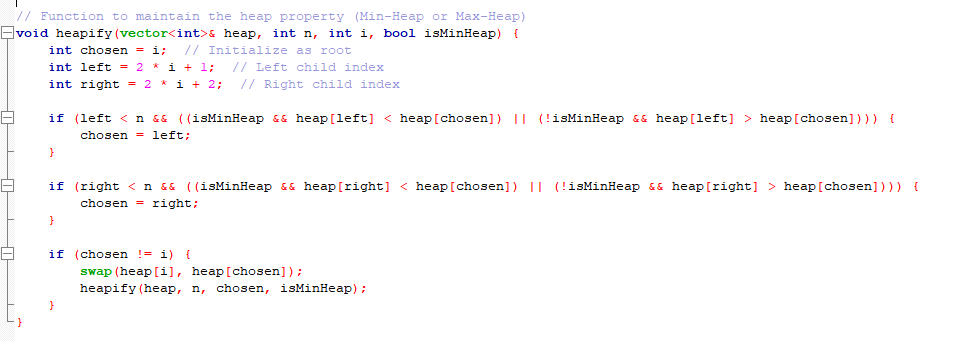 // Function to maintain the heap property (Min-Heap or Max-Heap)
void heapify(vector<int>& heap, int n, int i, bool isMinHeap) {
    int chosen = i;  // Initialize as root
    int left = 2 * i + 1;  // Left child index
    int right = 2 * i + 2;  // Right child index

    if (left < n && ((isMinHeap && heap[left] < heap[chosen]) || (!isMinHeap && heap[left] > heap[chosen]))) {
        chosen = left;
    }

    if (right < n && ((isMinHeap && heap[right] < heap[chosen]) || (!isMinHeap && heap[right] > heap[chosen]))) {
        chosen = right;
    }

    if (chosen != i) {
        swap(heap[i], heap[chosen]);
        heapify(heap, n, chosen, isMinHeap);
    }
}